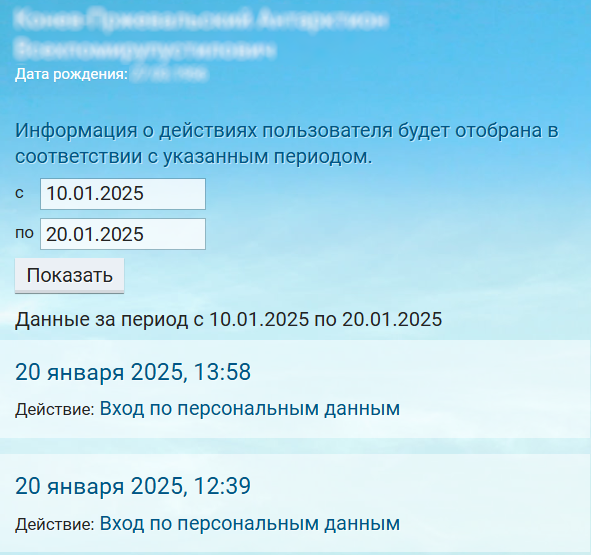 Дата рождения:
Информация о действиях пользователя будет отобрана в
соответствии с указанным периодом.
с 10.01.2025
по 20.01.2025
Показать
Данные за период с 10.01.2025 по 20.01.2025
20 января 2025, 13:58
Действие: Вход по персональным данным
20 января 2025, 12:39
Действие: Вход по персональным данным